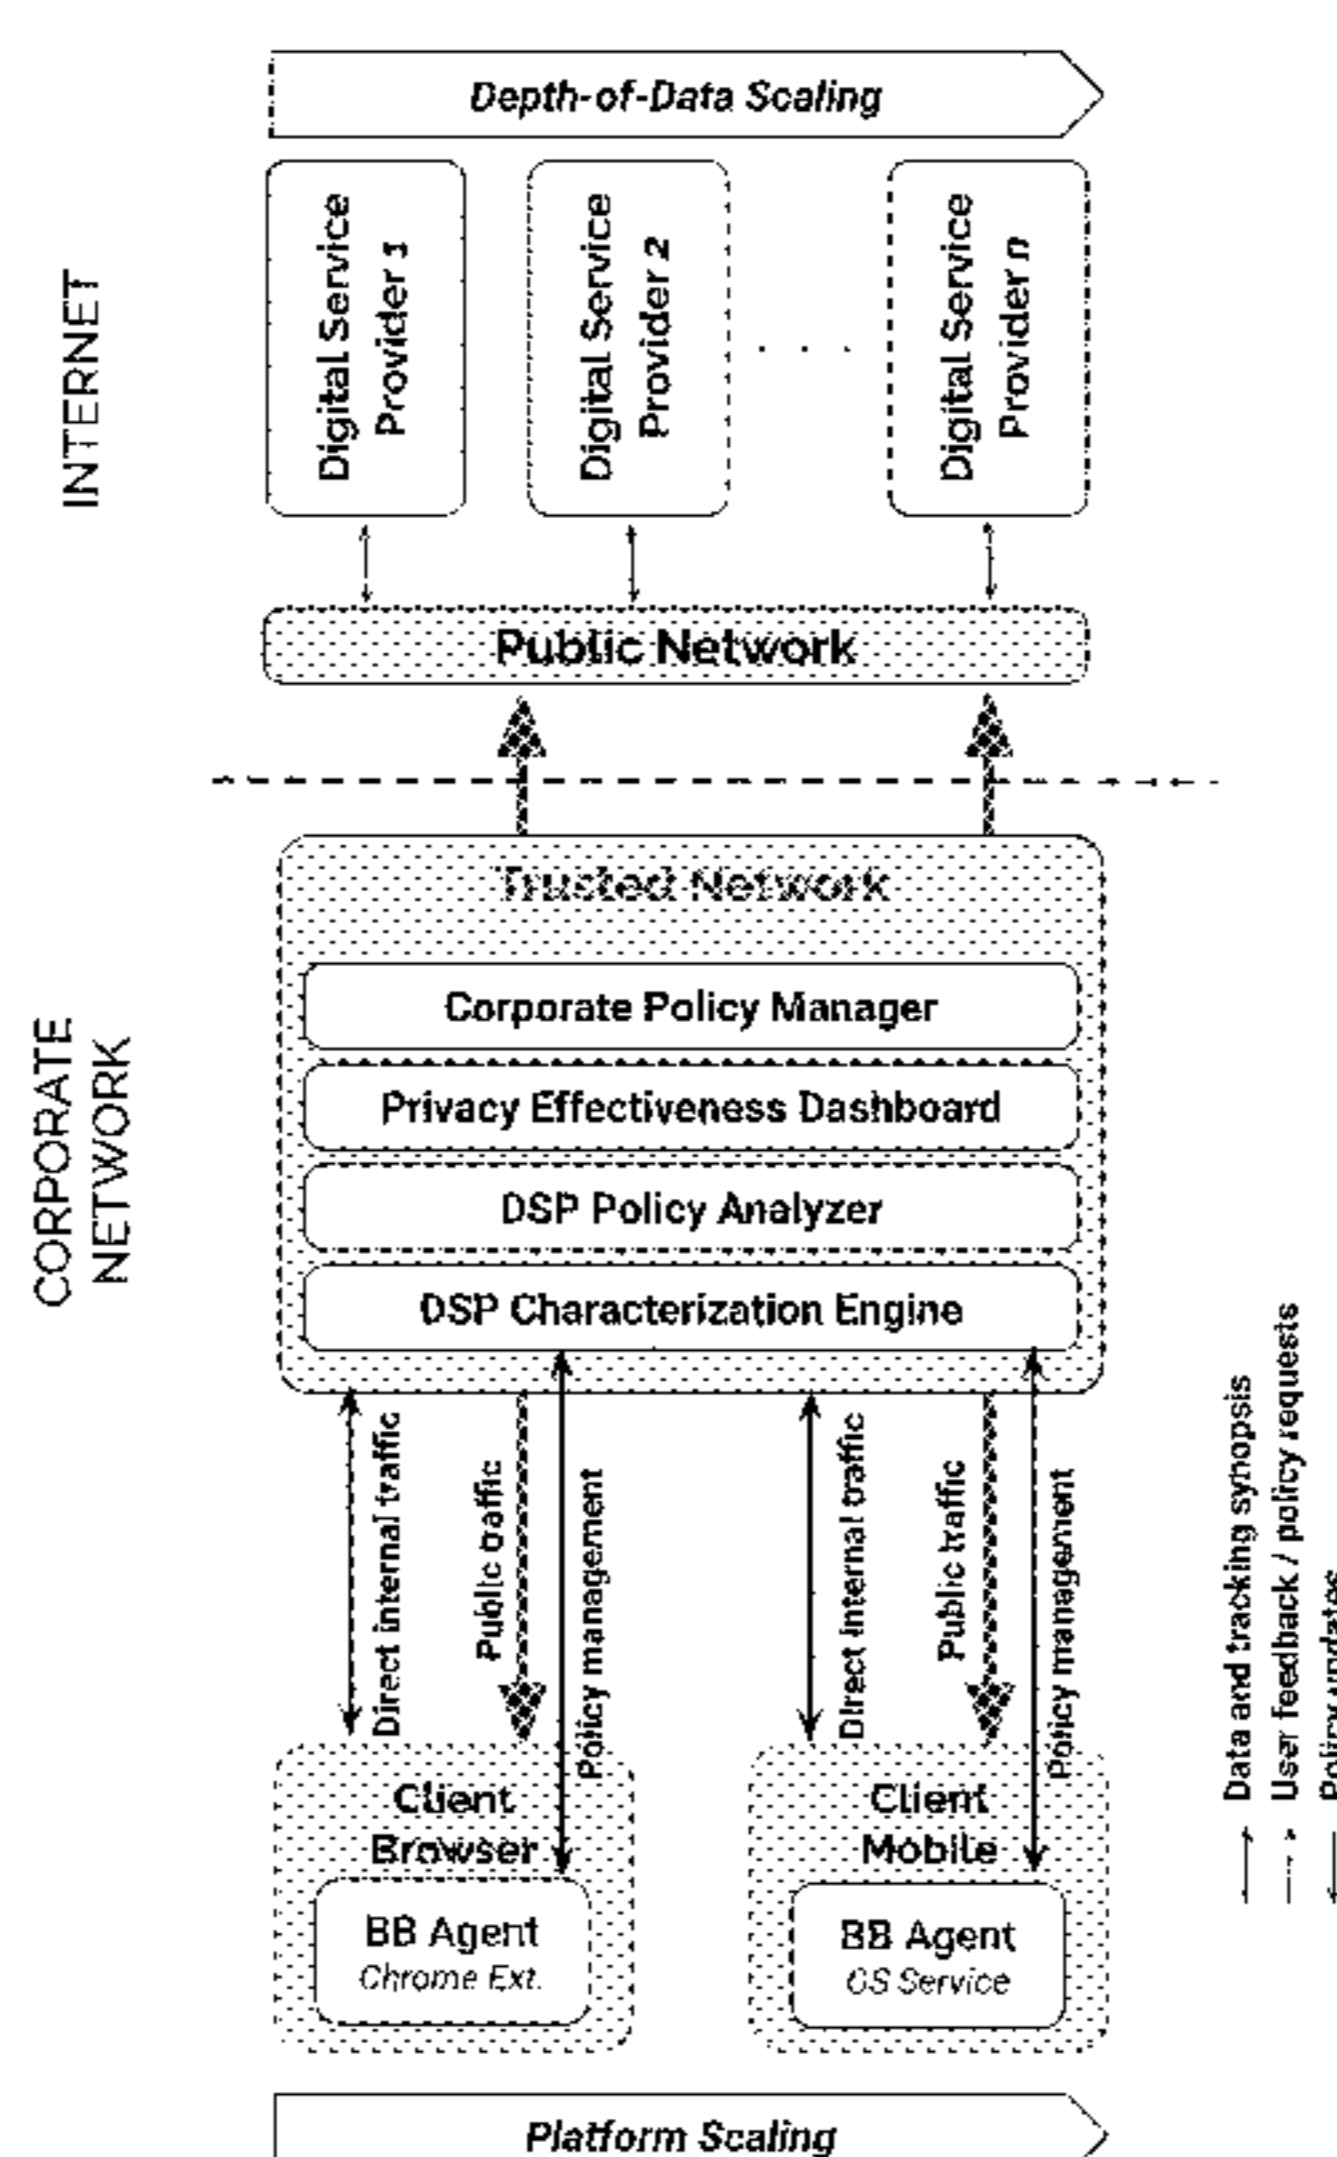 Depth-of-Data Scaling
INTERNET
Digital Service
Provider 1
Digital Service
Provider 2
. . . .
Digital Service
Provider n
Public Network
CORPORATE
NETWORK
Trusted Network
Corporate Policy Manager
Privacy Effectiveness Dashboard
DSP Policy Analyzer
DSP Characterization Engine
Direct internal traffic
Public traffic
Policy management
Direct internal traffic
Public traffic
Policy management
Client
Browser
BB Agent
Chrome Ext.
Client
Mobile
BB Agent
OS Service
Data and tracking synopsis
User feedback / policy requests
Policy updates
Platform Scaling